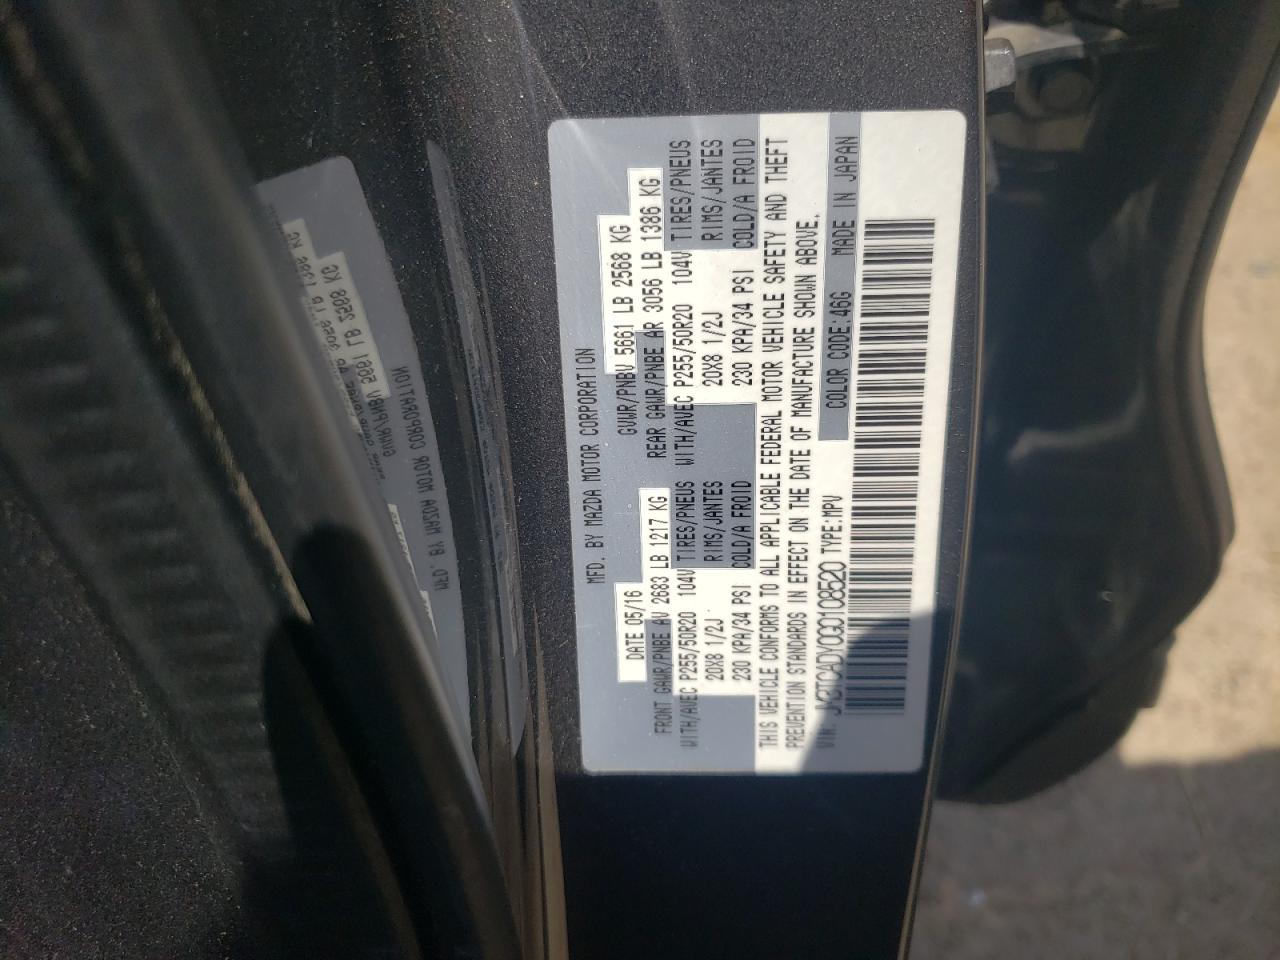 MFD. BY MAZDA MOTOR CORPORATION
DATE 05/16 GVWR/PNBV 5661 LB 2568 KG
FRONT GAWR/PNBE AV 2683 LB 1217 KG REAR GAWR/PNBE AR 3056 LB 1386 KG
WITH/AVEC P255/50R20 104V TIRES/PNEUS WITH/AVEC P255/50R20 104V TIRES/PNEUS
20X8 1/2J RIMS/JANTES 20X8 1/2J RIMS/JANTES
230 KPA/34 PSI COLD/A FROID 230 KPA/34 PSI COLD/A FROID
THIS VEHICLE CONFORMS TO ALL APPLICABLE FEDERAL MOTOR VEHICLE SAFETY AND THEFT
PREVENTION STANDARDS IN EFFECT ON THE DATE OF MANUFACTURE SHOWN ABOVE.
VIN: TYPE:MPV COLOR CODE:46G MADE IN JAPAN